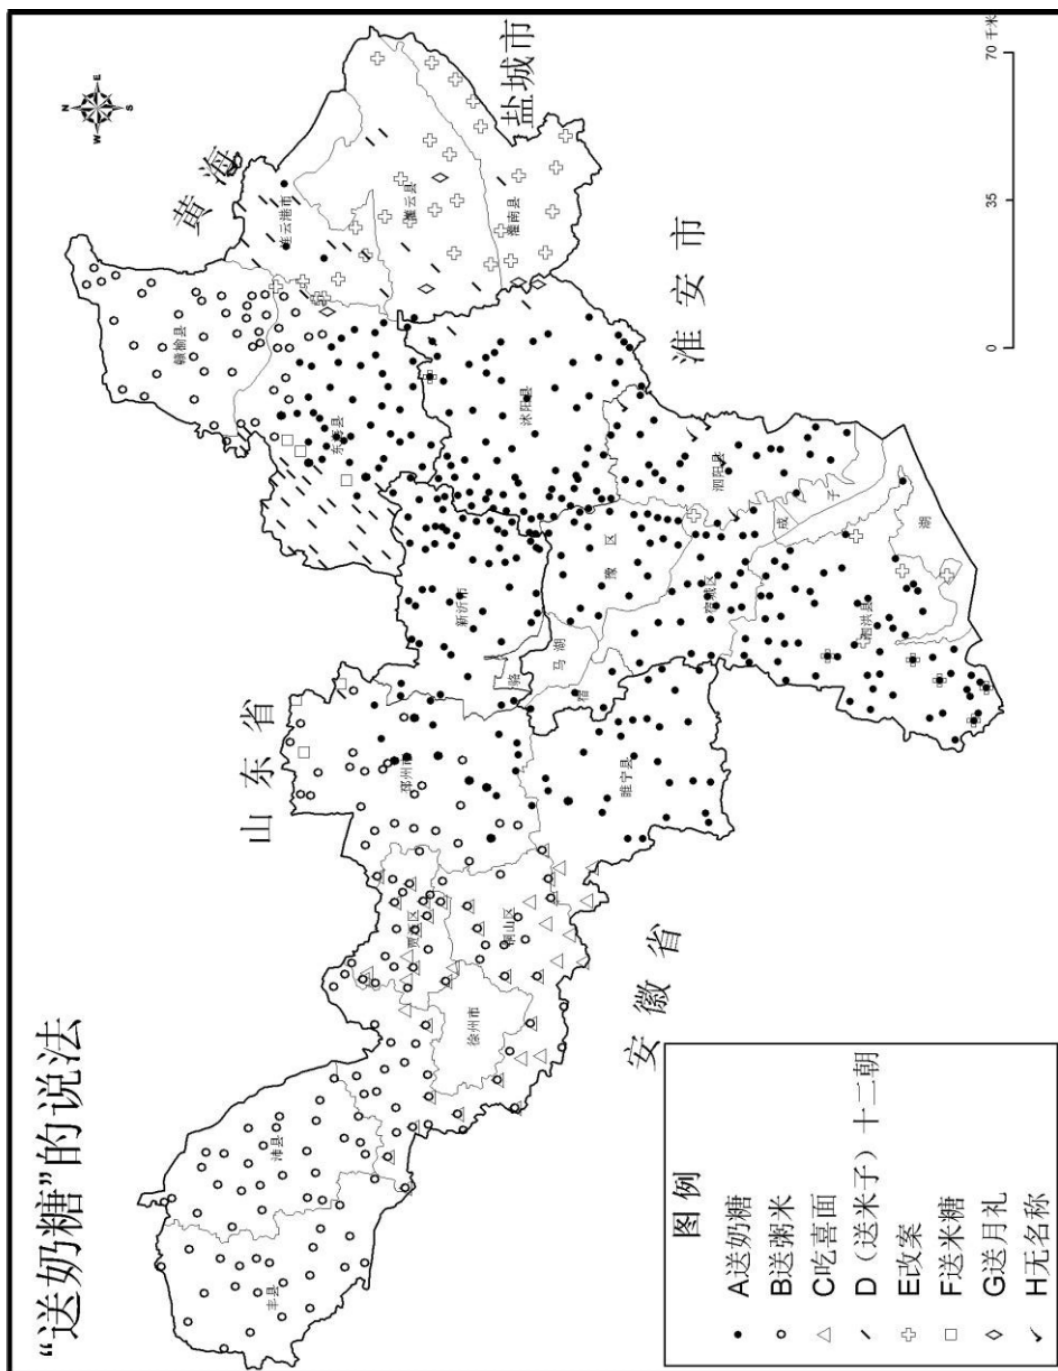 “送奶糖”的说法
N
E
S
W
黄海
盐城市
淮安市
山东省
安徽省
丰县
沛县
徐州市
铜山区
贾汪区
邳州市
睢宁县
新沂市
骆
马
湖
宿
豫
区
宿城区
东海县
赣榆县
连云港市
灌云县
灌南县
沭阳县
泗阳县
泗洪县
成
子
湖
0 35 70 千米
图例
A送奶糖
B送粥米
C吃喜面
D（送米子）十二朝
E改案
F送米糖
G送月礼
H无名称